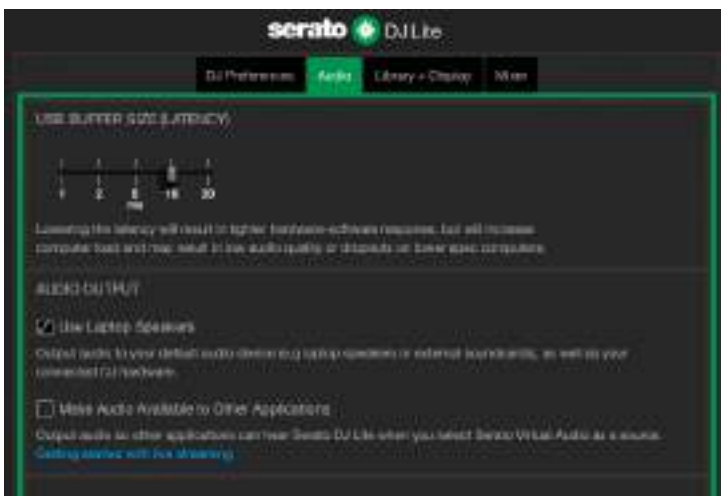 serato DJ Lite
DJ Preferences Audio Library + Display Mixer
USB BUFFER SIZE (LATENCY)
1 2 5 10 20
ms
Lowering the latency will result in tighter hardware-software response, but will increase
computer load and may result in low audio quality or dropouts on lower spec computers.
AUDIO OUTPUT
Use Laptop Speakers
Output audio to your default audio device e.g laptop speakers or external soundcards, as well as your
connected DJ hardware.
Make Audio Available to Other Applications
Output audio so other applications can hear Serato DJ Lite when you select Serato Virtual Audio as a source.
Getting started with live streaming.